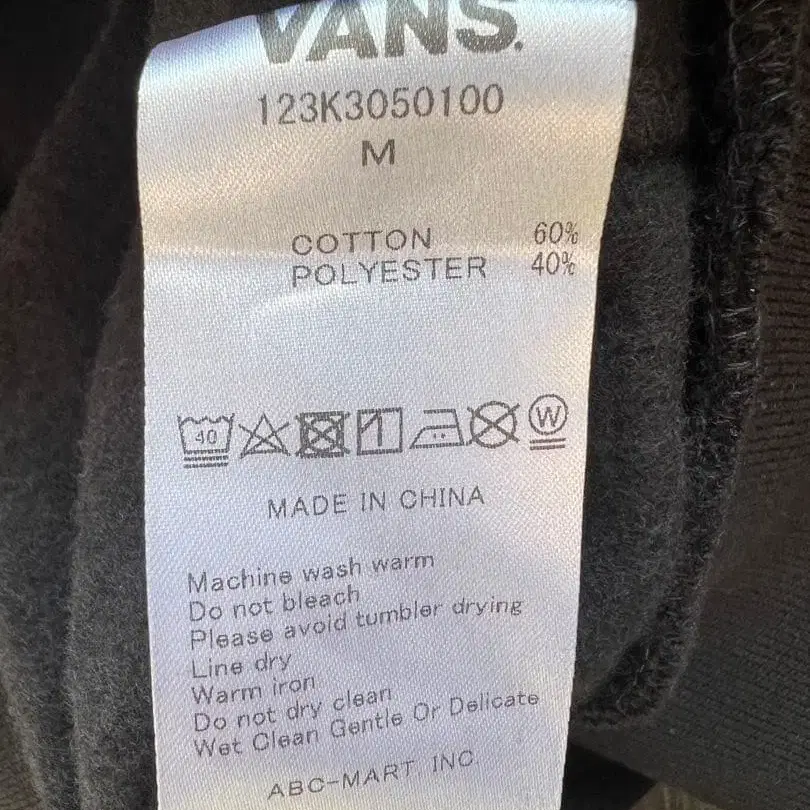 VANS.
123K3050100
M
COTTON 60%
POLYESTER 40%
40 W
MADE IN CHINA
Machine wash warm
Do not bleach
Please avoid tumbler drying
Line dry
Warm iron
Do not dry clean
Wet Clean Gentle Or Delicate
ABC-MART INC.